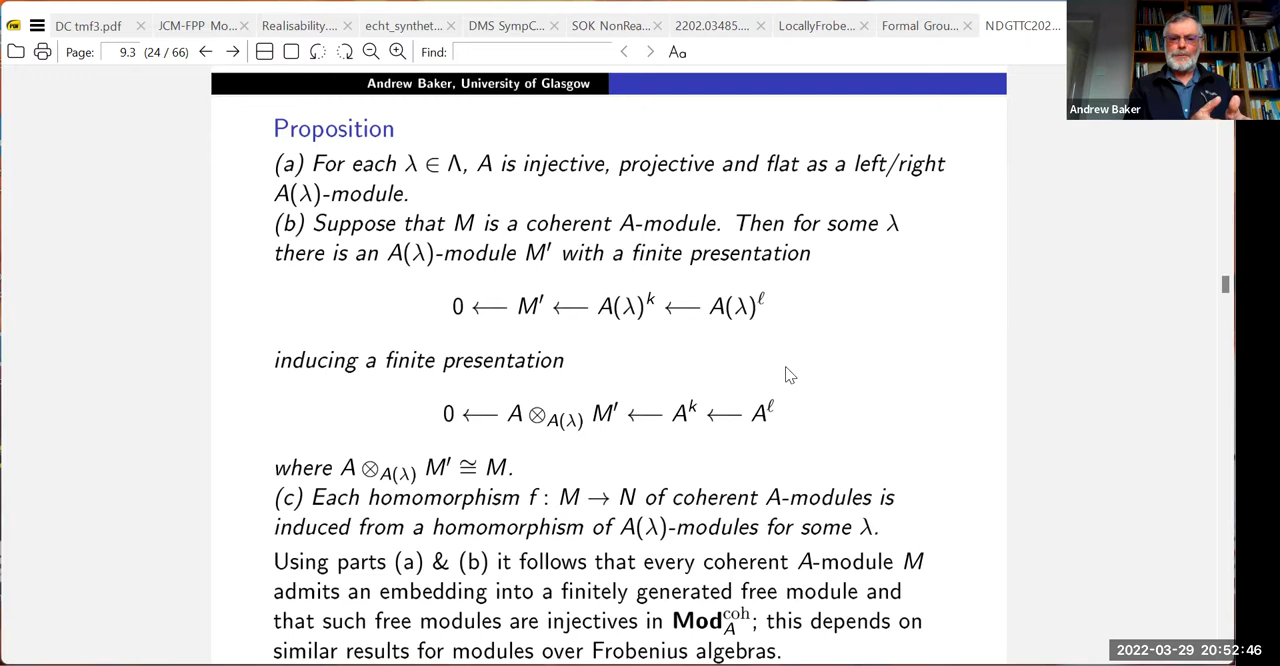 DC tmf3.pdf JCM-FPP Mo... Realisability.... echt_synthet... DMS SympC... SOK NonRea... 2202.03485.... LocallyFrobe... Formal Grou... NDGTTC202...
Page: 9.3 (24 / 66) Find: Aa
Andrew Baker
Andrew Baker, University of Glasgow
Proposition
(a) For each λ ∈ Λ, A is injective, projective and flat as a left/right
A(λ)-module.
(b) Suppose that M is a coherent A-module. Then for some λ
there is an A(λ)-module M′ with a finite presentation
0 ⟵ M′ ⟵ A(λ)^k ⟵ A(λ)^ℓ
inducing a finite presentation
0 ⟵ A ⊗_{A(λ)} M′ ⟵ A^k ⟵ A^ℓ
where A ⊗_{A(λ)} M′ ≅ M.
(c) Each homomorphism f : M → N of coherent A-modules is
induced from a homomorphism of A(λ)-modules for some λ.
Using parts (a) & (b) it follows that every coherent A-module M
admits an embedding into a finitely generated free module and
that such free modules are injectives in Mod_A^coh; this depends on
similar results for modules over Frobenius algebras.
2022-03-29 20:52:46